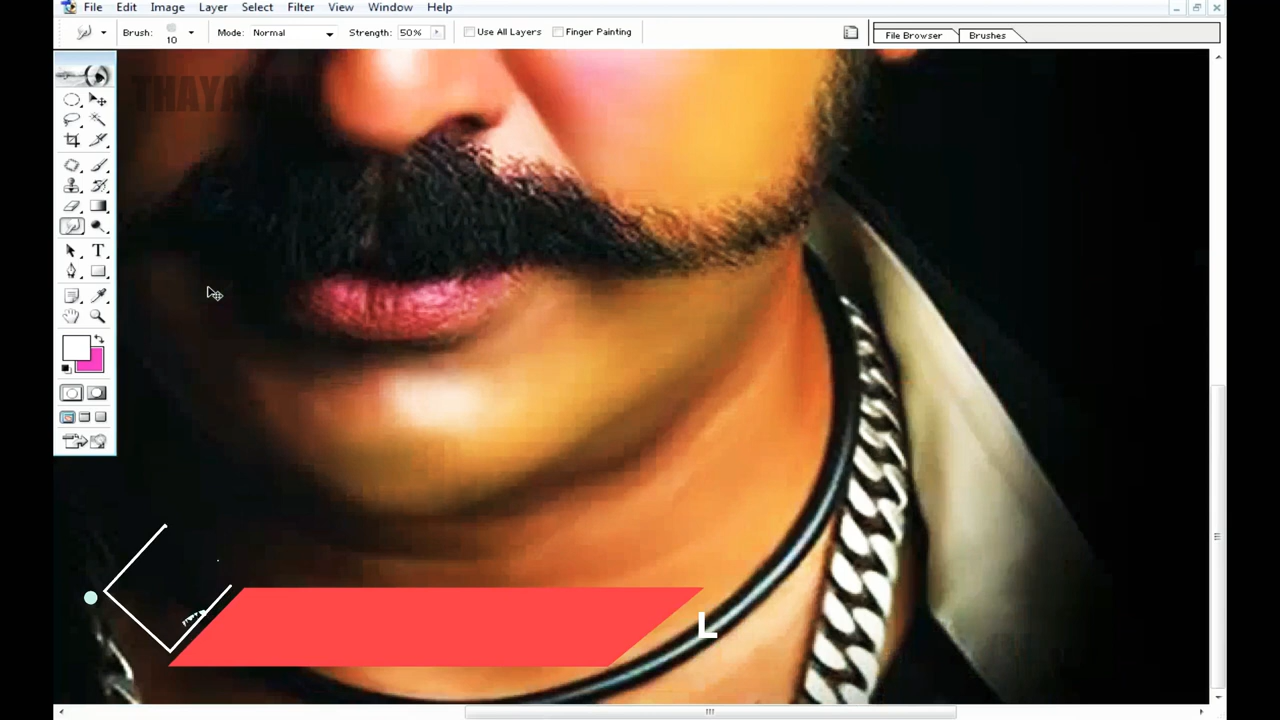 File Edit Image Layer Select Filter View Window Help
Brush: 10 Mode: Normal Strength: 50% Use All Layers Finger Painting File Browser Brushes
L